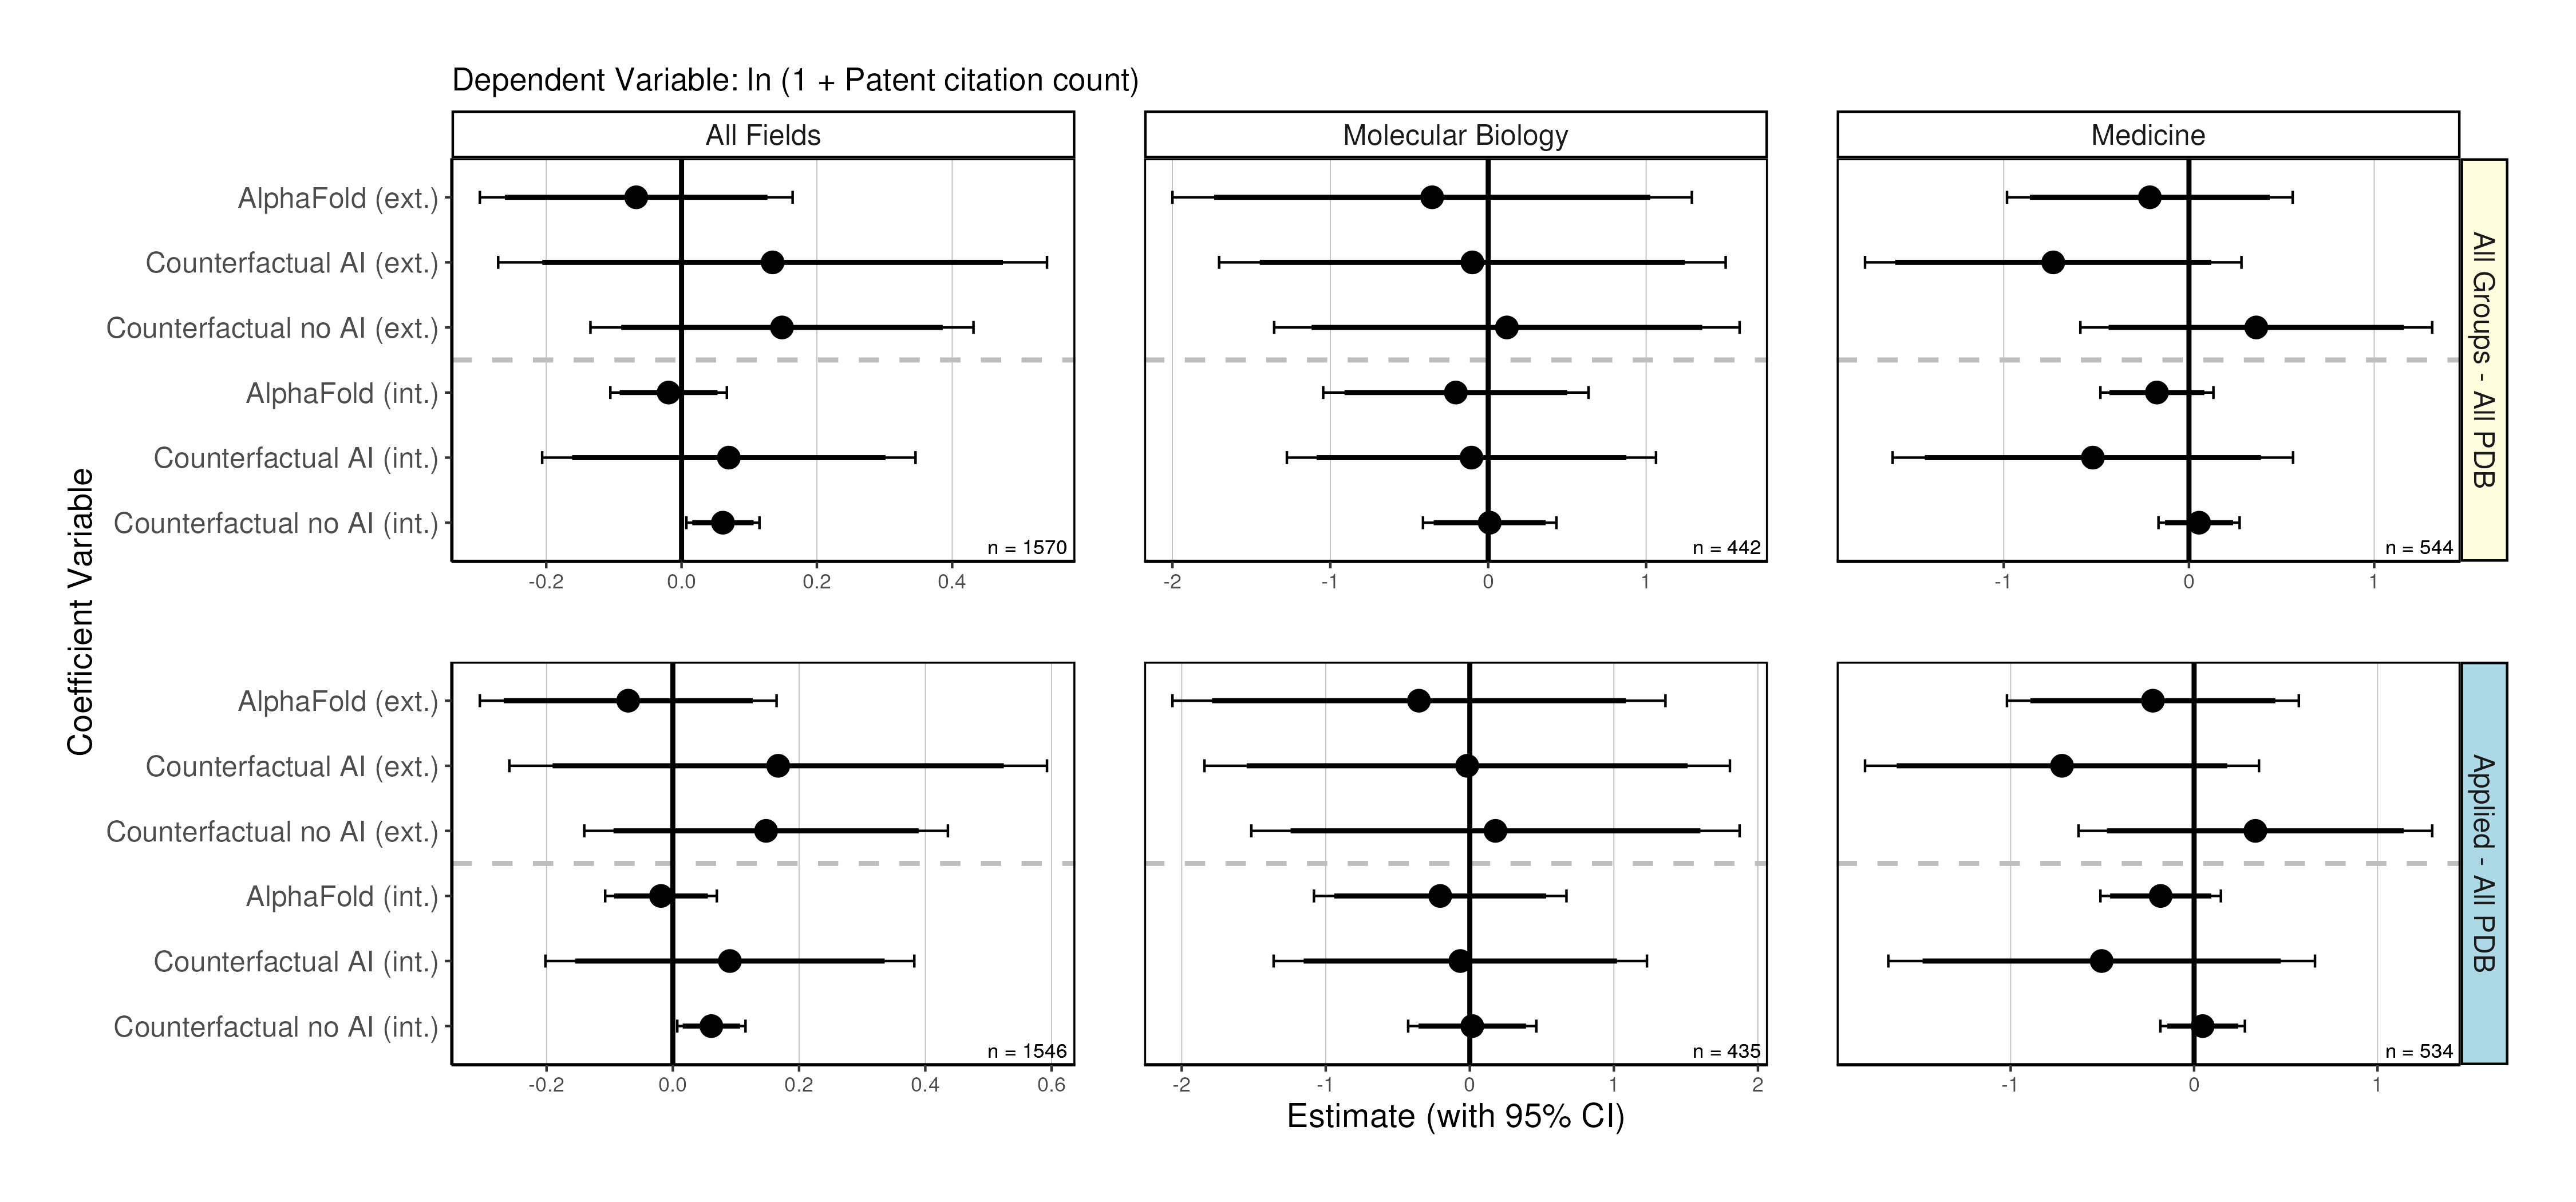 Dependent Variable: ln (1 + Patent citation count)
All Fields
Molecular Biology
Medicine
Coefficient Variable
AlphaFold (ext.)
Counterfactual AI (ext.)
Counterfactual no AI (ext.)
AlphaFold (int.)
Counterfactual AI (int.)
Counterfactual no AI (int.)
n = 1570
n = 442
n = 544
All Groups - All PDB
-0.2 0.0 0.2 0.4
-2 -1 0 1
-1 0 1
AlphaFold (ext.)
Counterfactual AI (ext.)
Counterfactual no AI (ext.)
AlphaFold (int.)
Counterfactual AI (int.)
Counterfactual no AI (int.)
n = 1546
n = 435
n = 534
Applied - All PDB
-0.2 0.0 0.2 0.4 0.6
-2 -1 0 1 2
-1 0 1
Estimate (with 95% CI)